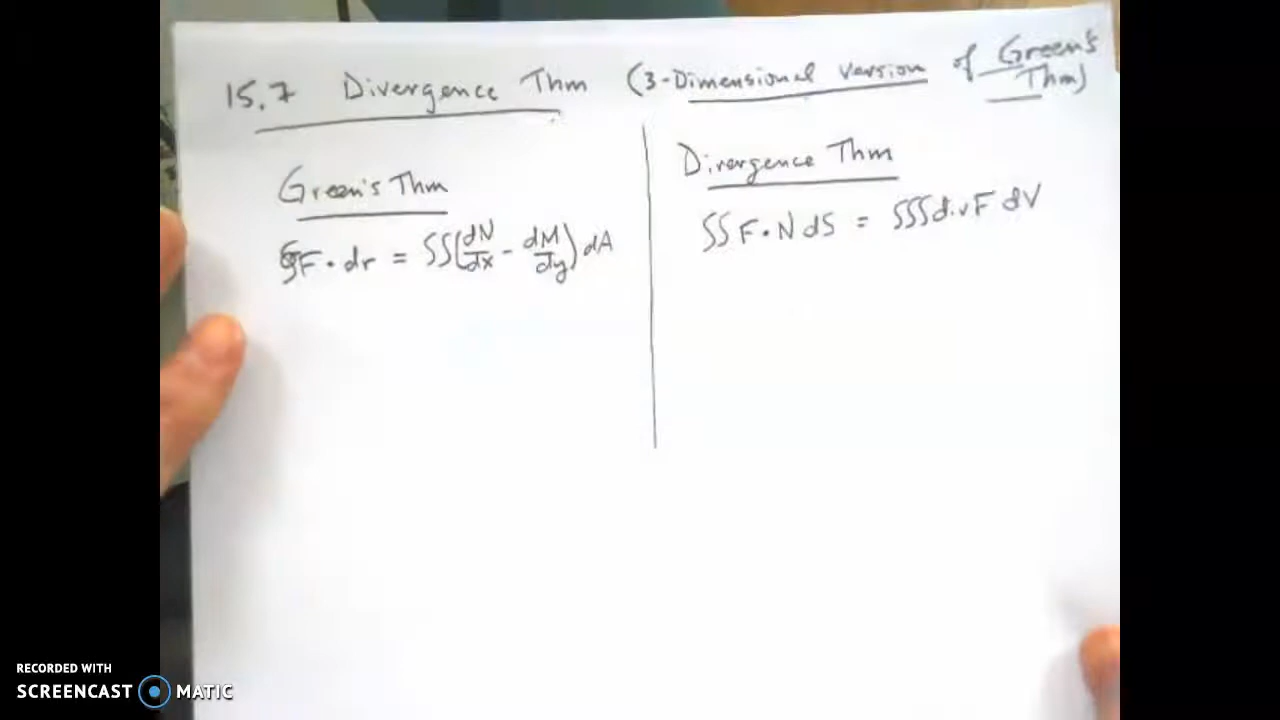 15.7 Divergence Thm (3-Dimensional version of Green's Thm)
Green's Thm
∮F·dr = ∫∫(dN/dx - dM/dy)dA
Divergence Thm
∫∫F·N dS = ∫∫∫div F dV
RECORDED WITH
SCREENCAST MATIC